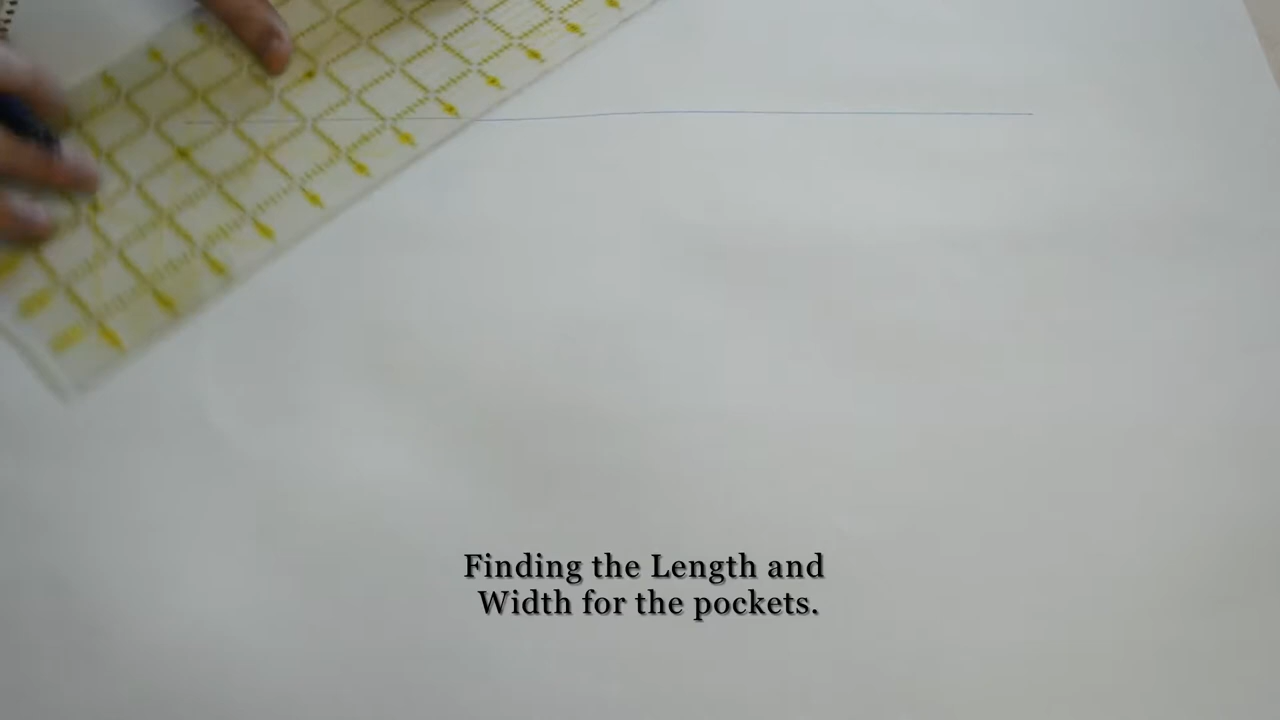 Finding the Length and
Width for the pockets.